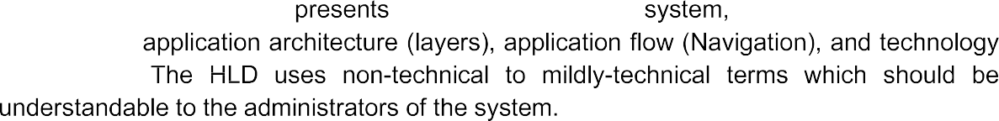 presents system,
application architecture (layers), application flow (Navigation), and technology
The HLD uses non-technical to mildly-technical terms which should be
understandable to the administrators of the system.